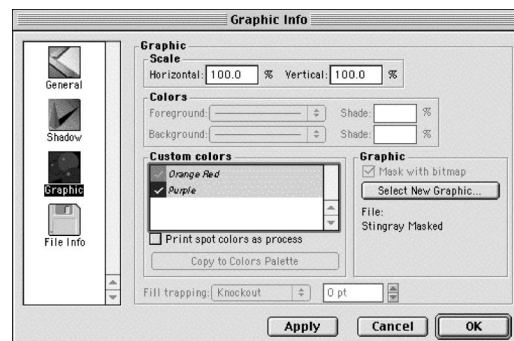 Graphic Info
General
Shadow
Graphic
File Info
Graphic
Scale
Horizontal: 100.0 % Vertical: 100.0 %
Colors
Foreground: Shade: %
Background: Shade: %
Custom colors
Orange Red
Purple
Print spot colors as process
Copy to Colors Palette
Graphic
Mask with bitmap
Select New Graphic...
File:
Stingray Masked
Fill trapping: Knockout 0 pt
Apply Cancel OK